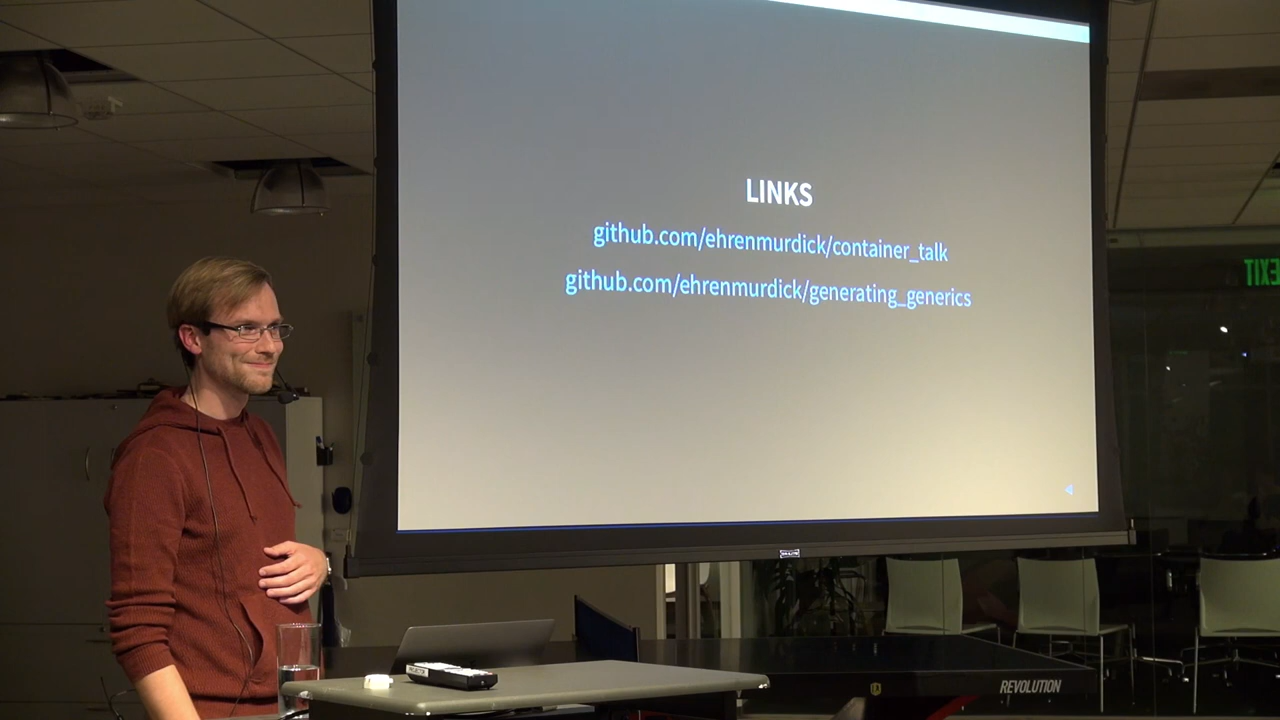 LINKS
github.com/ehrenmurdick/container_talk
github.com/ehrenmurdick/generating_generics
EXIT
REVOLUTION